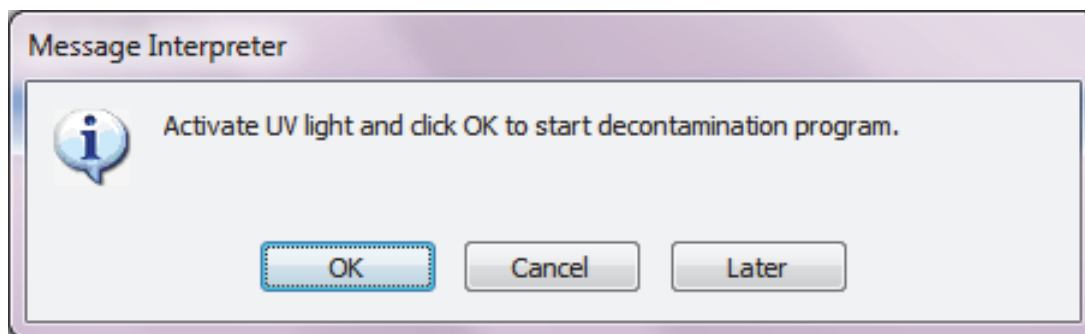 Message Interpreter
Activate UV light and click OK to start decontamination program.
OK Cancel Later